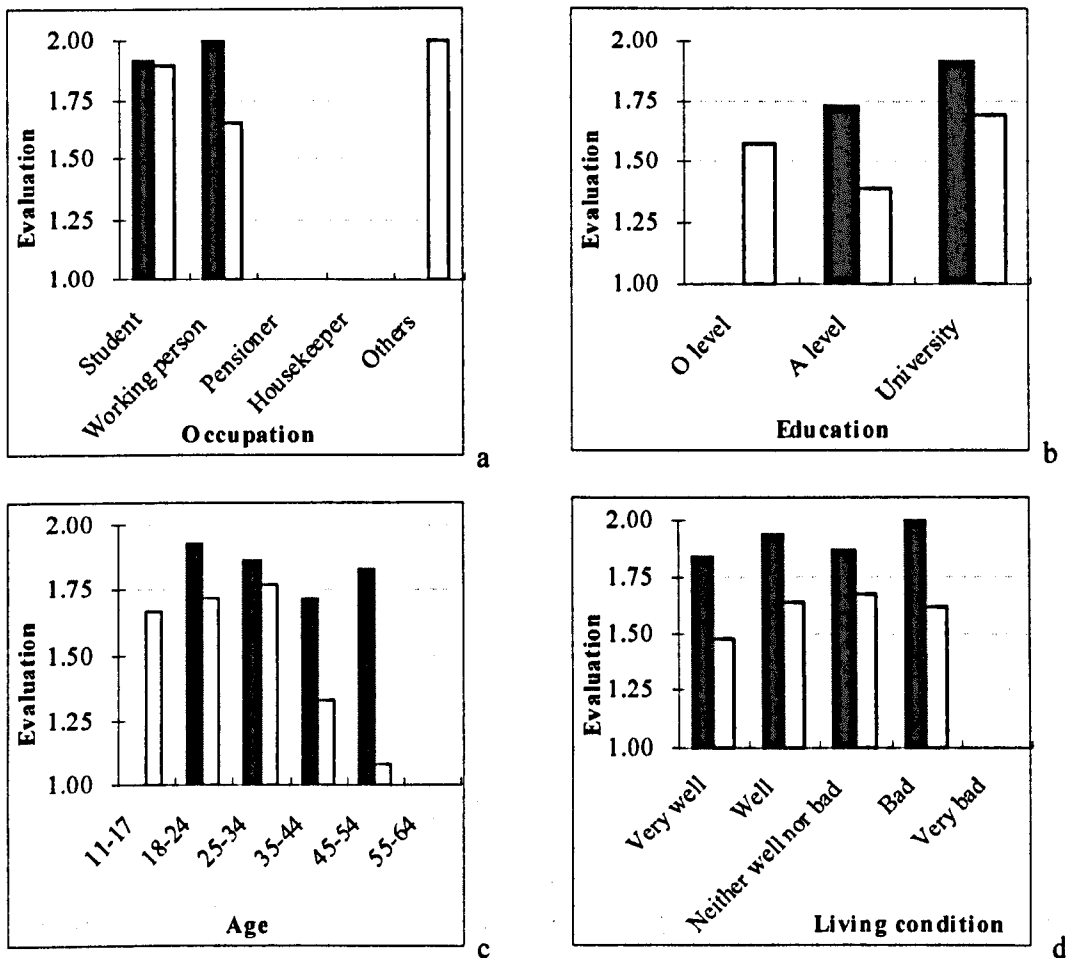 2.00
1.75
1.50
1.25
1.00
Evaluation
Student
Working person
Pensioner
Housekeeper
Others
Occupation
a
2.00
1.75
1.50
1.25
1.00
Evaluation
O level
A level
University
Education
b
2.00
1.75
1.50
1.25
1.00
Evaluation
11-17
18-24
25-34
35-44
45-54
55-64
Age
c
2.00
1.75
1.50
1.25
1.00
Evaluation
Very well
Well
Neither well nor bad
Bad
Very bad
Living condition
d